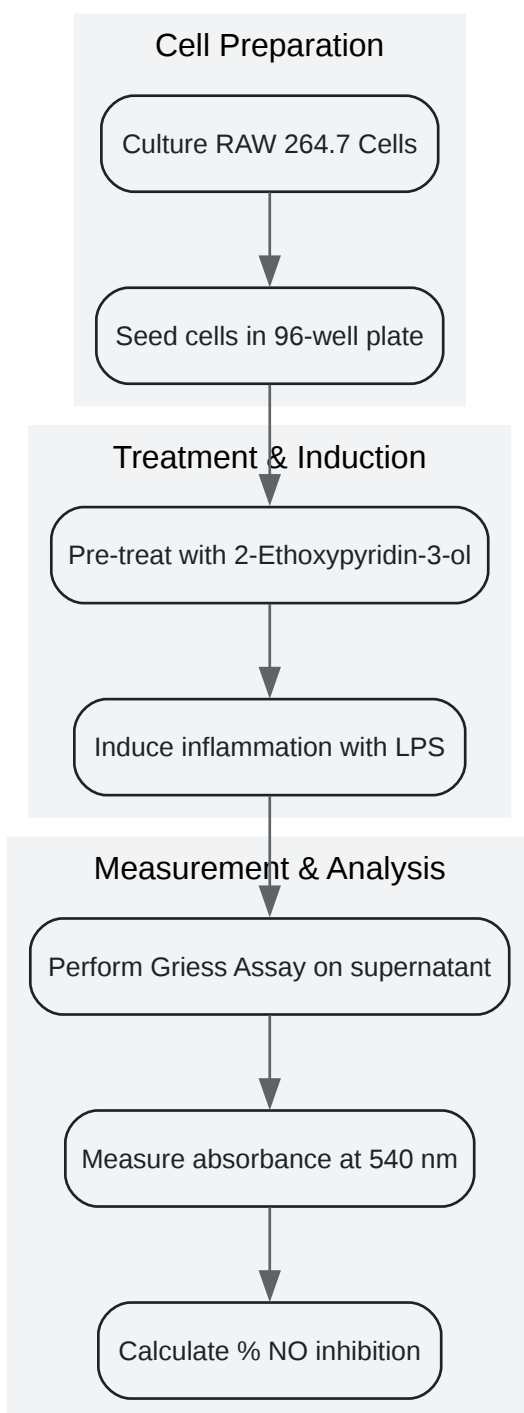 Cell Preparation
Culture RAW 264.7 Cells
Seed cells in 96-well plate
Treatment & Induction
Pre-treat with 2-Ethoxypyridin-3-ol
Induce inflammation with LPS
Measurement & Analysis
Perform Griess Assay on supernatant
Measure absorbance at 540 nm
Calculate % NO inhibition